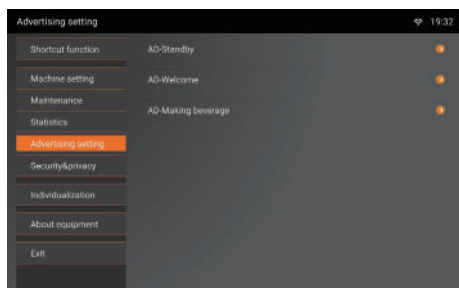 Advertising setting 19:32
Shortcut function
AD-Standby
Machine setting
AD-Welcome
Maintenance
AD-Making beverage
Statistics
Advertising setting
Security&privacy
Individualization
About equipment
Exit